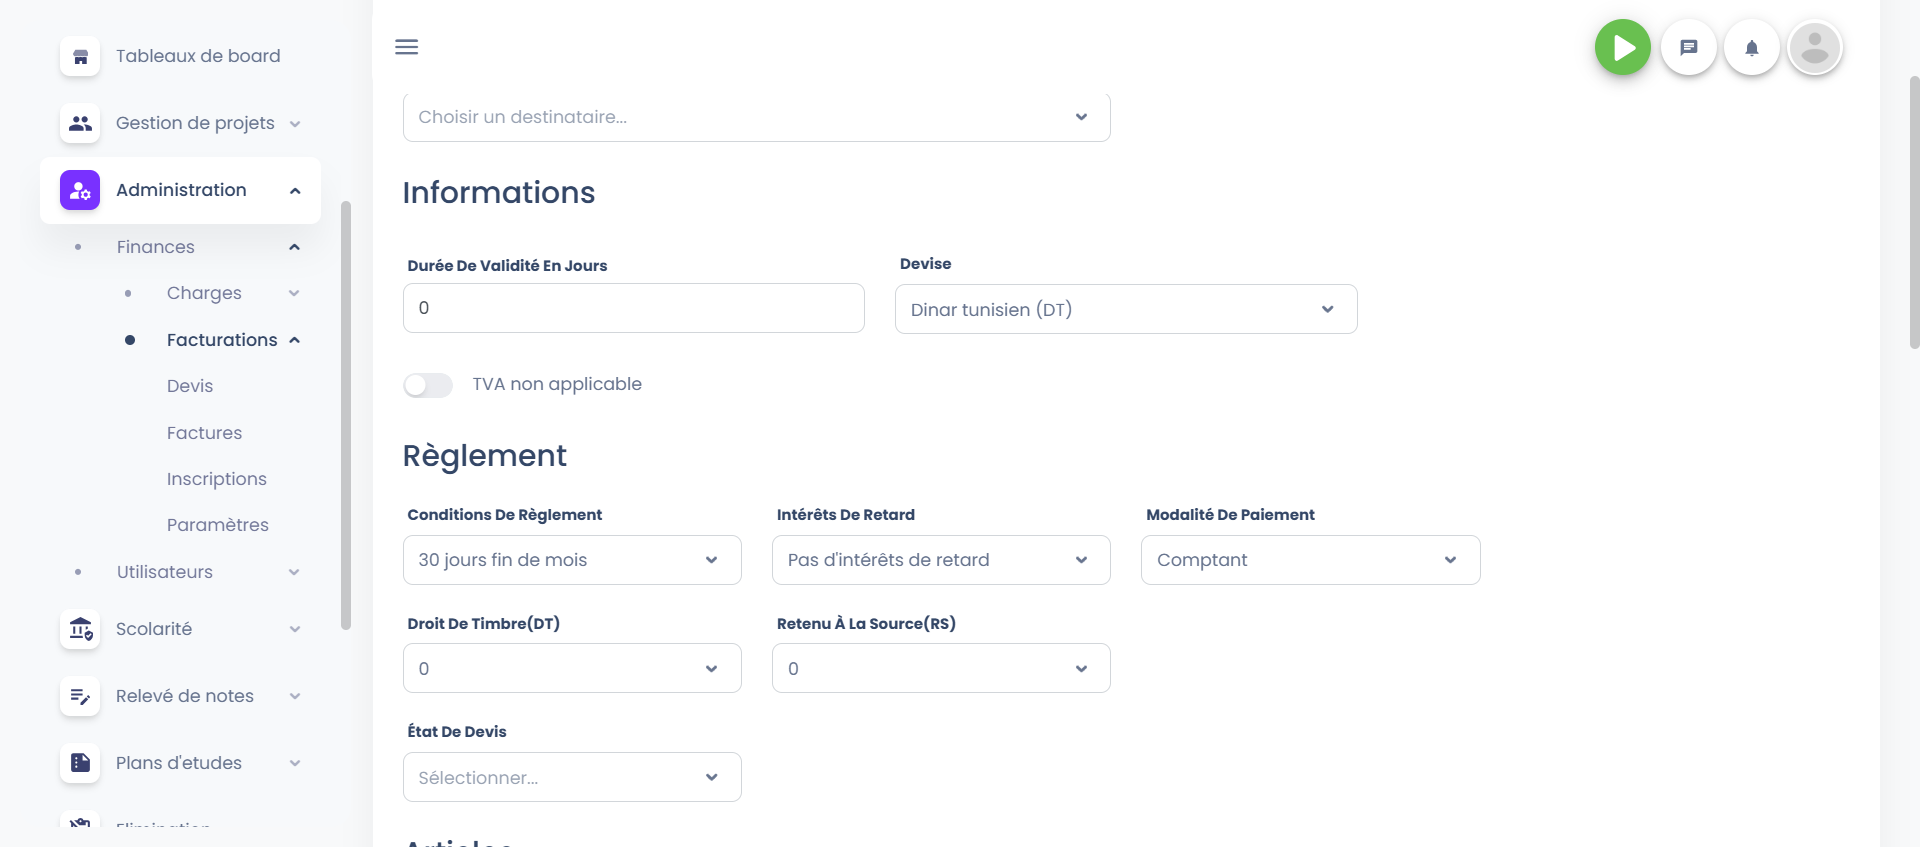 Tableaux de board
Gestion de projets
Administration
Finances
Charges
Facturations
Devis
Factures
Inscriptions
Paramètres
Utilisateurs
Scolarité
Relevé de notes
Plans d'etudes
Choisir un destinataire...
Informations
Durée De Validité En Jours
Devise
0
Dinar tunisien (DT)
TVA non applicable
Règlement
Conditions De Règlement
Intérêts De Retard
Modalité De Paiement
30 jours fin de mois
Pas d'intérêts de retard
Comptant
Droit De Timbre(DT)
Retenu À La Source(RS)
0
0
État De Devis
Sélectionner...
Articles